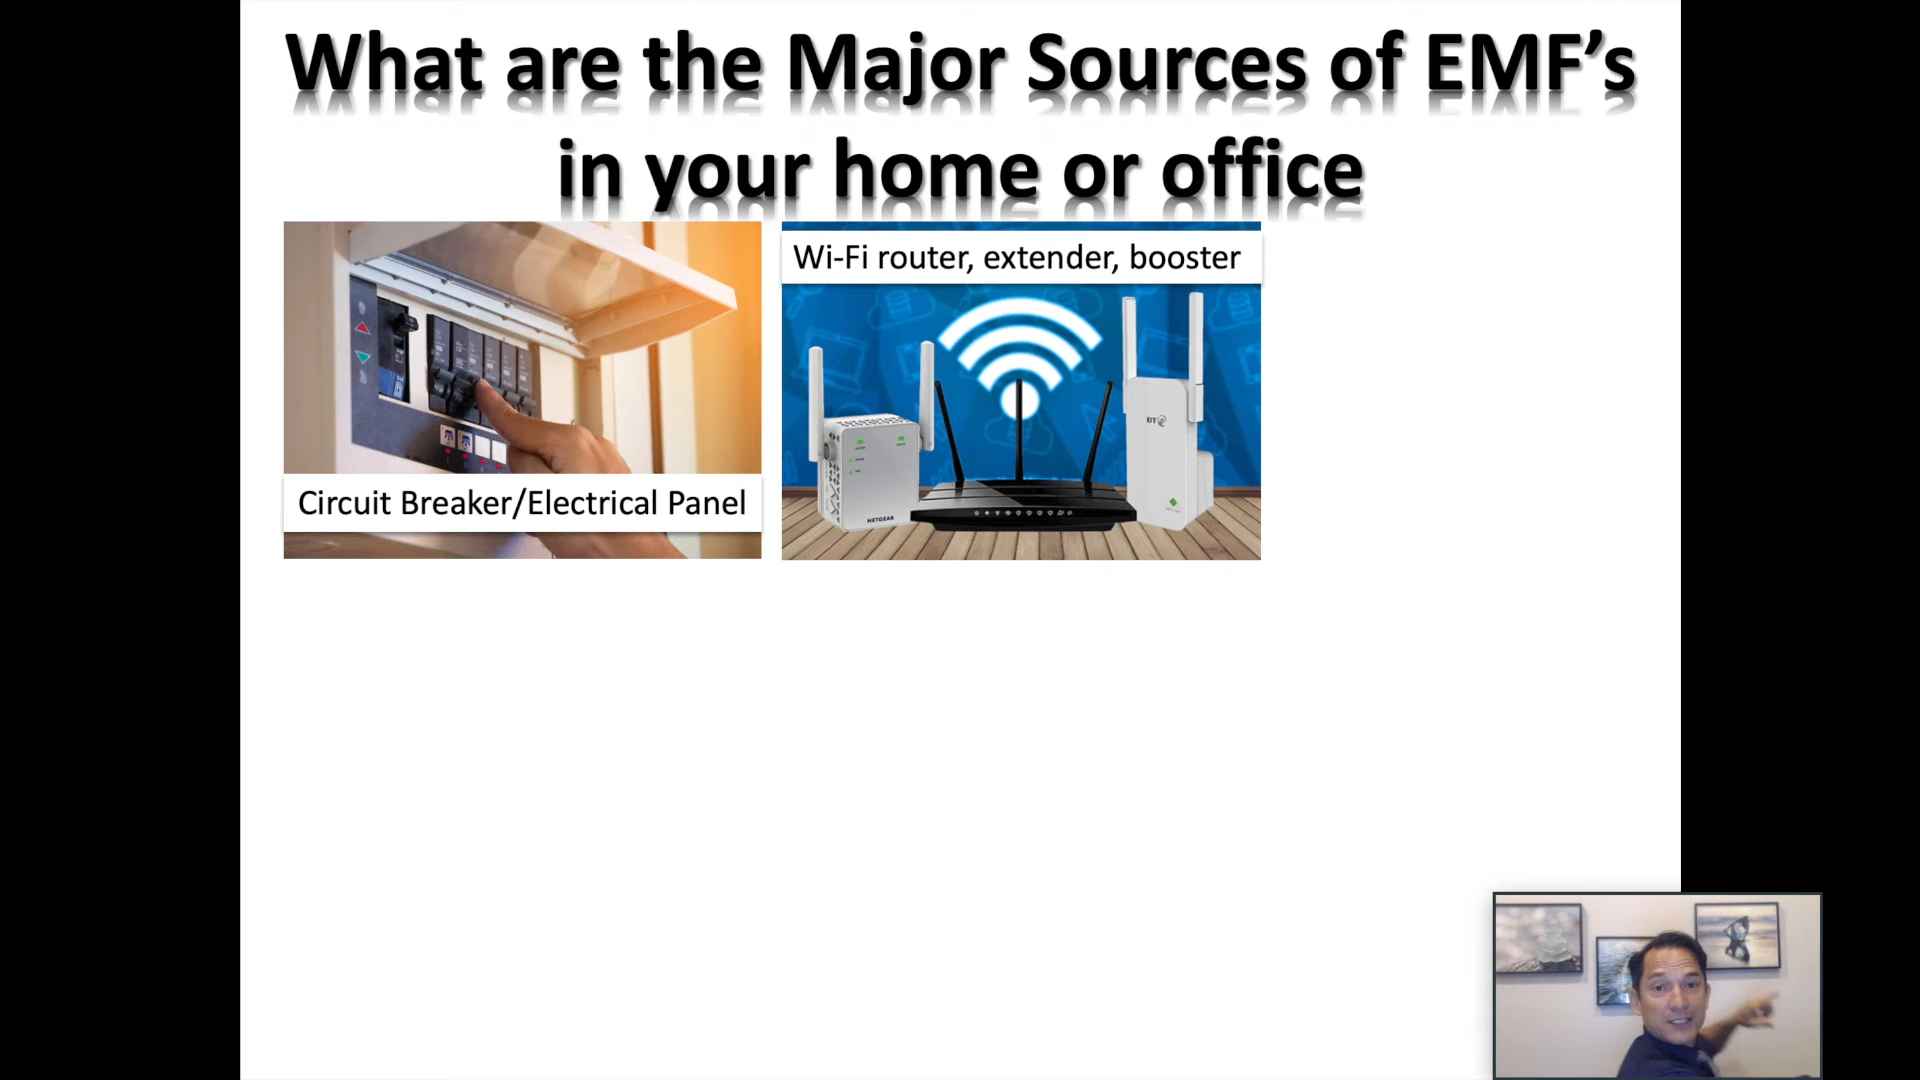 What are the Major Sources of EMF's
in your home or office
Wi-Fi router, extender, booster
BT
Circuit Breaker/Electrical Panel
NETGEAR